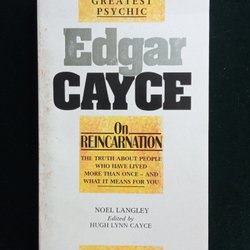 GREATEST
PSYCHIC
Edgar
CAYCE
On
REINCARNATION
THE TRUTH ABOUT PEOPLE
WHO HAVE LIVED
MORE THAN ONCE – AND
WHAT IT MEANS FOR YOU
NOEL LANGLEY
Edited by
HUGH LYNN CAYCE